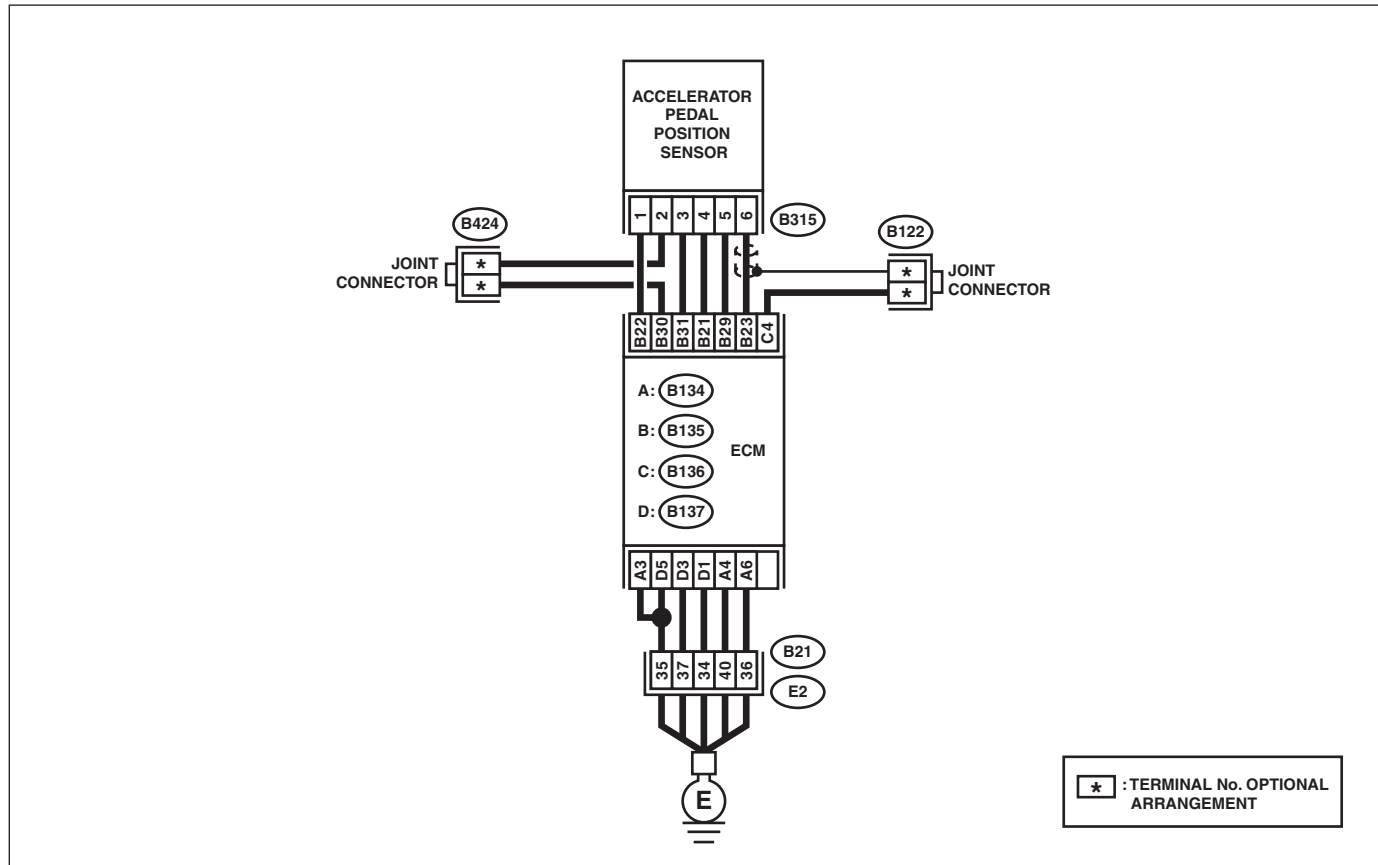 ACCELERATOR
PEDAL
POSITION
SENSOR
1 2 3 4 5 6
B315
B424
JOINT
CONNECTOR
*
*
B122
*
*
JOINT
CONNECTOR
B22 B30 B31 B21 B29 B23 C4
A: B134
B: B135
C: B136
D: B137
ECM
A3 D5 D3 D1 A4 A6
35 37 34 40 36
B21
E2
E
* : TERMINAL No. OPTIONAL
ARRANGEMENT